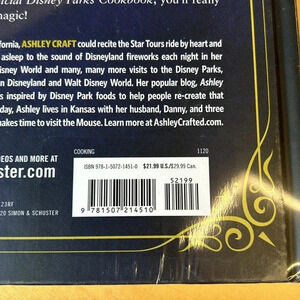 icial Disney Parks Cookbook, you'll really
magic!
fornia, ASHLEY CRAFT could recite the Star Tours ride by heart and
asleep to the sound of Disneyland fireworks each night in her
isney World and many, many more visits to the Disney Parks,
n Disneyland and Walt Disney World. Her popular blog, Ashley
s inspired by Disney Park foods to help people re-create that
day, Ashley lives in Kansas with her husband, Danny, and three
makes time to visit the Mouse. Learn more at AshleyCrafted.com.
COOKING 1120
DEOS AND MORE AT
ster.com
ISBN 978-1-5072-1451-0 $21.99 U.S./$29.99 Can.
52199
9 781507 214510
123RF
20 SIMON & SCHUSTER